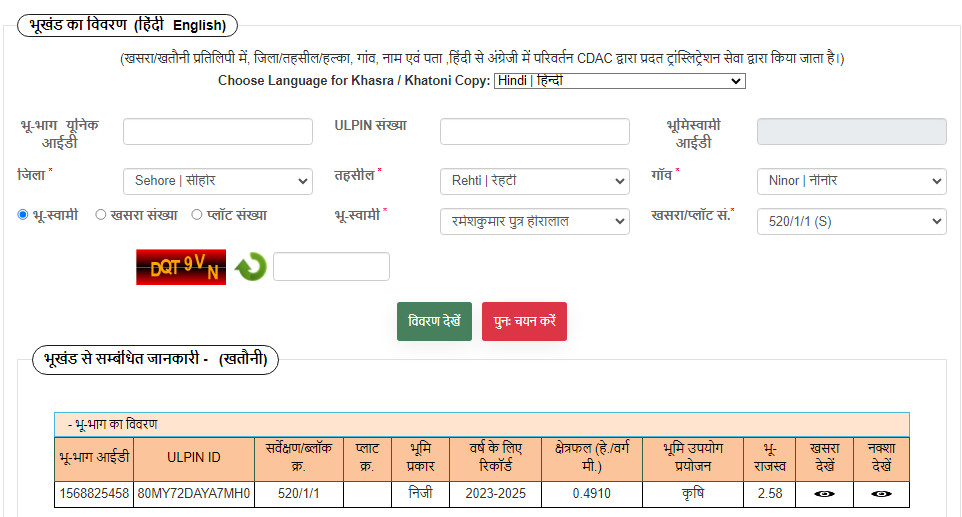 भूखंड का विवरण (हिंदी English)
(खसरा/खतौनी प्रतिलिपी में, जिला/तहसील/हल्का, गांव, नाम एवं पता ,हिंदी से अंग्रेजी में परिवर्तन CDAC द्वारा प्रदत ट्रांस्लिट्रेशन सेवा द्वारा किया जाता है।)
Choose Language for Khasra / Khatoni Copy: Hindi | हिन्दी
भू-भाग यूनिक आईडी
ULPIN संख्या
भूमिस्वामी आईडी
जिला * Sehore | सीहोर तहसील * Rehti | रेहटी गाँव * Ninor | नीनोर
भू-स्वामी खसरा संख्या प्लॉट संख्या भू-स्वामी * रमेशकुमार पुत्र हीरालाल खसरा/प्लॉट सं.* 520/1/1 (S)
DQT9VN
विवरण देखें पुनः चयन करें
भूखंड से सम्बंधित जानकारी - (खतौनी)
- भू-भाग का विवरण
भू-भाग आईडी ULPIN ID सर्वेक्षण/ब्लॉक क्र. प्लाट क्र. भूमि प्रकार वर्ष के लिए रिकॉर्ड क्षेत्रफल (हे./वर्ग मी.) भूमि उपयोग प्रयोजन भू-राजस्व खसरा देखें नक्शा देखें
1568825458 80MY72DAYA7MH0 520/1/1 निजी 2023-2025 0.4910 कृषि 2.58